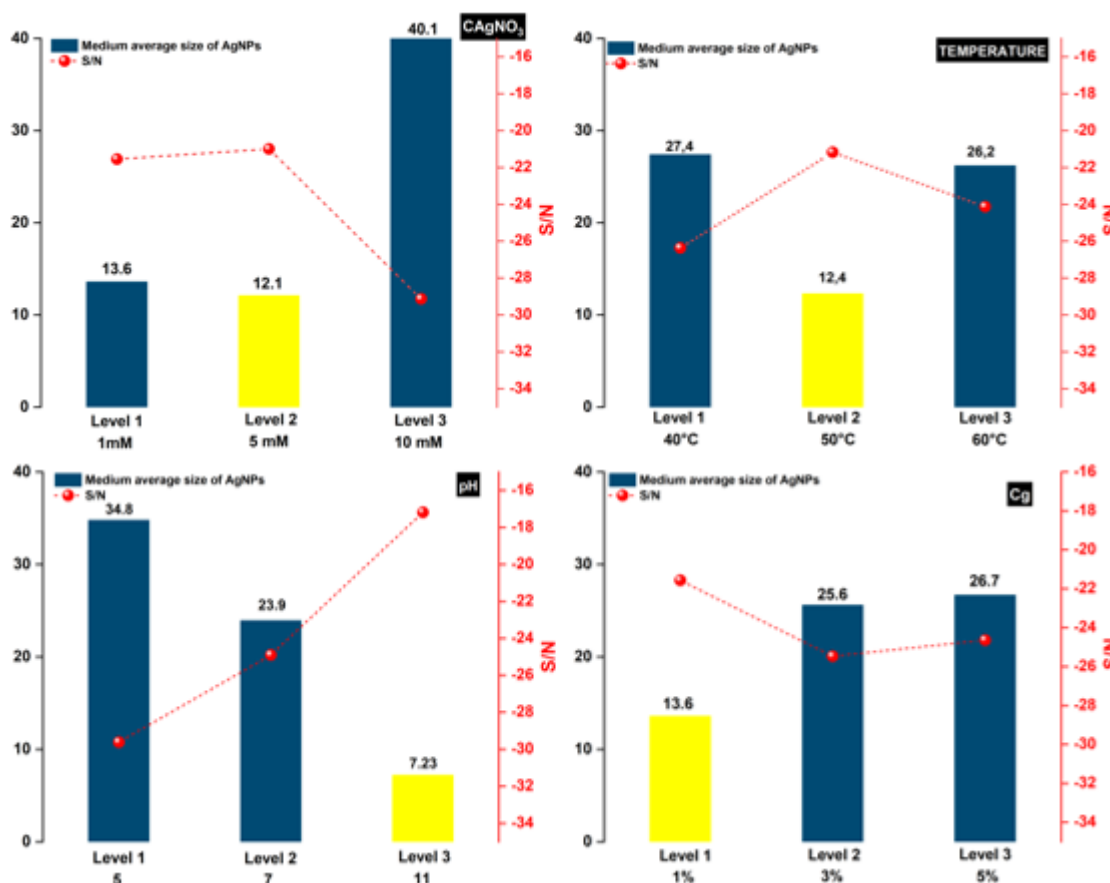 CAgNO3
Medium average size of AgNPs
S/N
40
30
20
10
0
13.6
12.1
40.1
-16
-18
-20
-22
-24
-26
-28
-30
-32
-34
S/N
Level 1
Level 2
Level 3
1mM
5 mM
10 mM
TEMPERATURE
Medium average size of AgNPs
S/N
40
30
20
10
0
27,4
12,4
26,2
-16
-18
-20
-22
-24
-26
-28
-30
-32
-34
S/N
Level 1
Level 2
Level 3
40°C
50°C
60°C
pH
Medium average size of AgNPs
S/N
40
30
20
10
0
34.8
23.9
7.23
-16
-18
-20
-22
-24
-26
-28
-30
-32
-34
S/N
Level 1
Level 2
Level 3
5
7
11
Cg
Medium average size of AgNPs
S/N
40
30
20
10
0
13.6
25.6
26.7
-16
-18
-20
-22
-24
-26
-28
-30
-32
-34
S/N
Level 1
Level 2
Level 3
1%
3%
5%